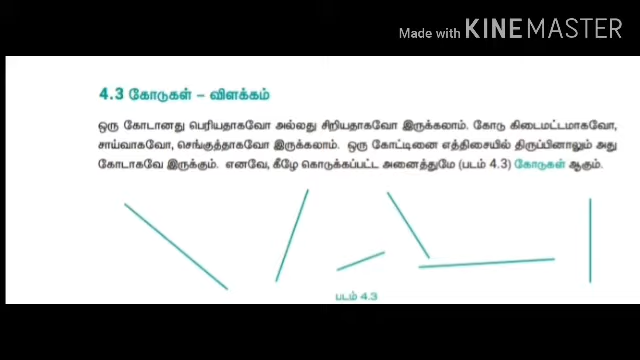 Made with KINEMASTER
4.3 கோடுகள் – விளக்கம்
ஒரு கோடானது பெரியதாகவோ அல்லது சிறியதாகவோ இருக்கலாம். கோடு கிடைமட்டமாகவோ,
சாய்வாகவோ, செங்குத்தாகவோ இருக்கலாம். ஒரு கோட்டினை எத்திசையில் திருப்பினாலும் அது
கோடாகவே இருக்கும். எனவே, கீழே கொடுக்கப்பட்ட அனைத்துமே (படம் 4.3) கோடுகள் ஆகும்.
படம் 4.3